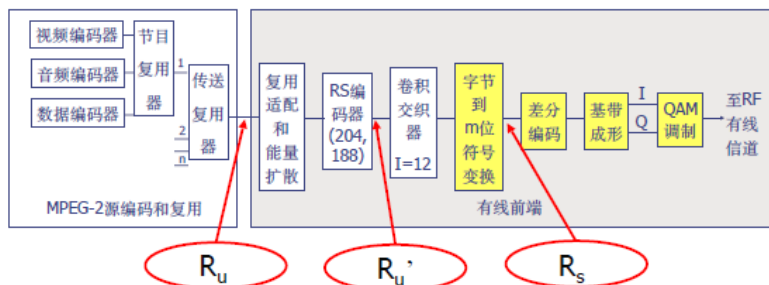 视频编码器
音频编码器
数据编码器
节目
复用
器
1
2
n
传送
复用
器
MPEG-2源编码和复用
复用
适配
和
能量
扩散
RS编
码器
(204,
188)
卷积
交织
器
I=12
字节
到
m位
符号
变换
差分
编码
基带
成形
I
Q
QAM
调制
至RF
有线
信道
有线前端
Ru
Ru’
Rs